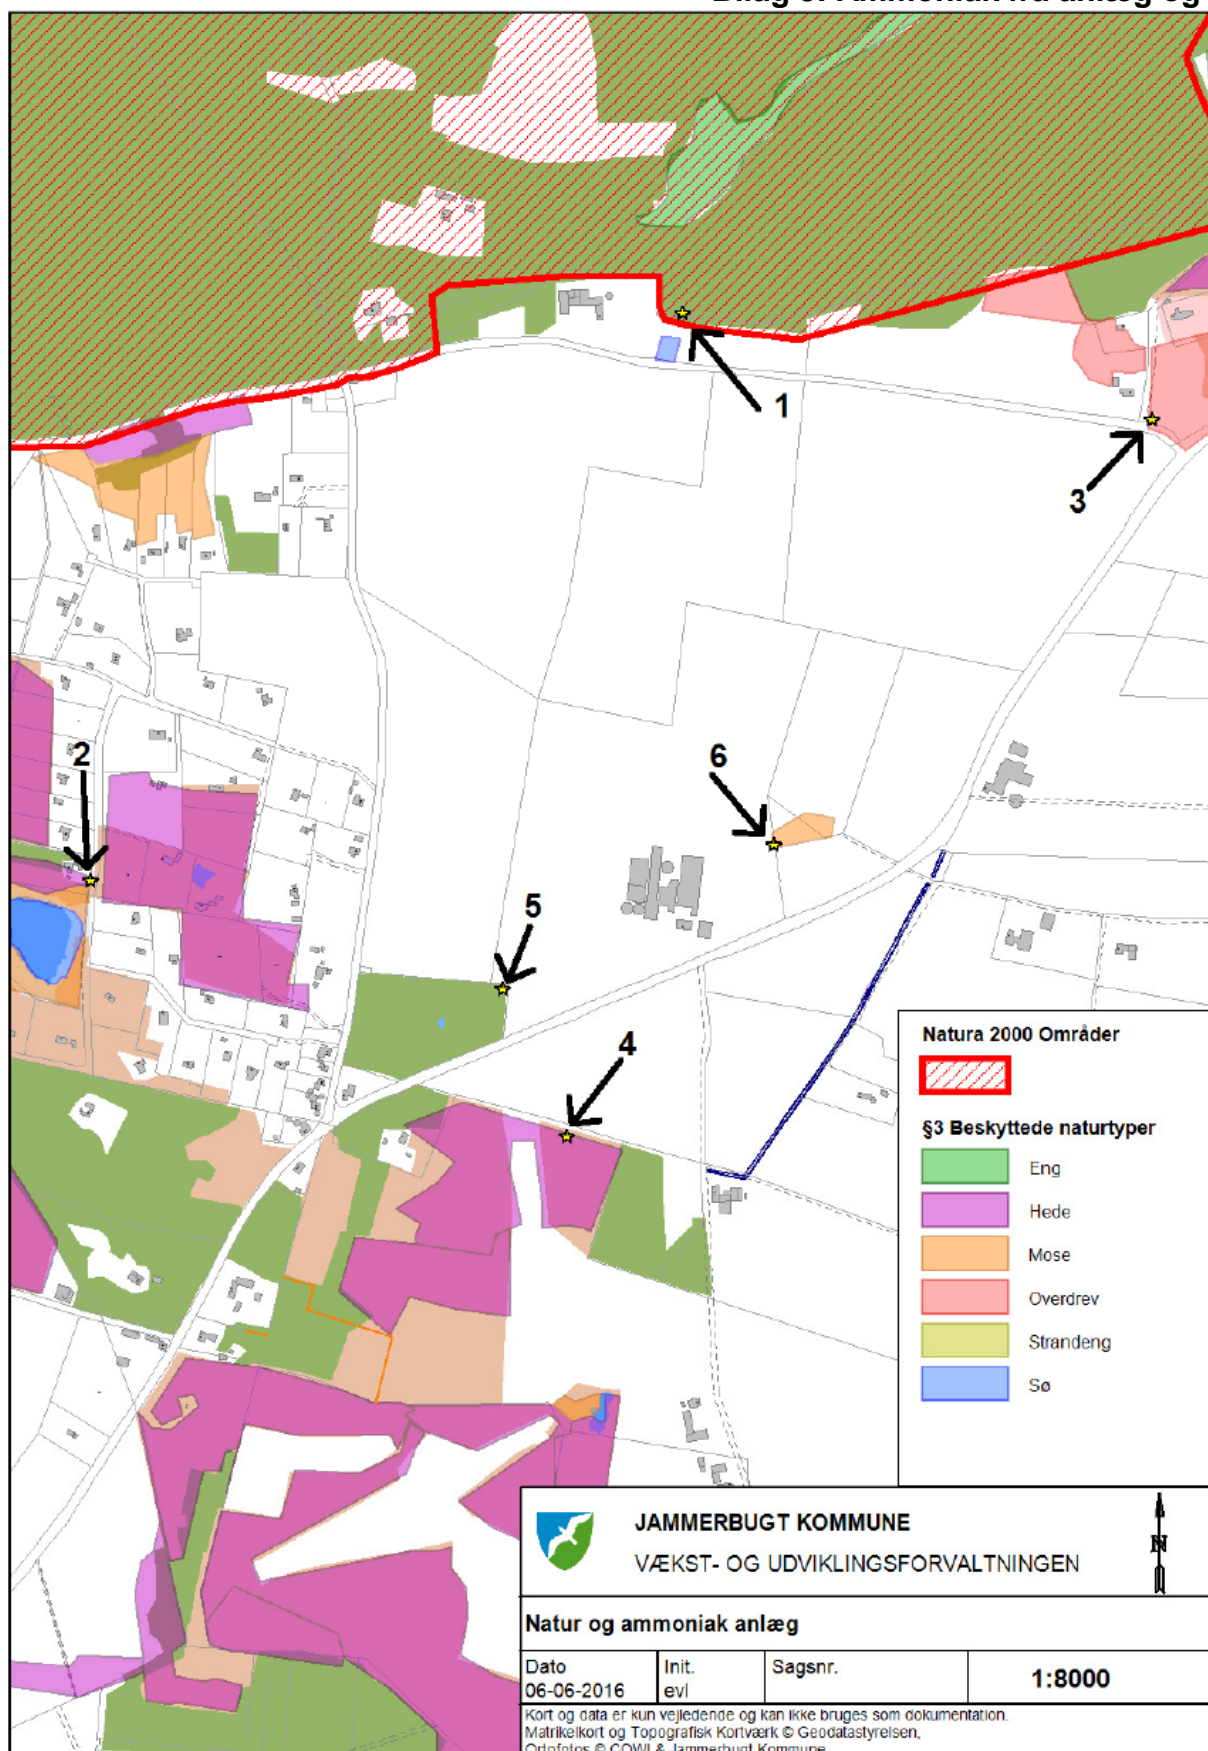 Bilag 3. Ammoniak fra anlæg og
1
3
2
6
5
4
Natura 2000 Områder
§3 Beskyttede naturtyper
Eng
Hede
Mose
Overdrev
Strandeng
Sø
JAMMERBUGT KOMMUNE
VÆKST- OG UDVIKLINGSFORVALTNINGEN
N
Natur og ammoniak anlæg
Dato
06-06-2016
Init.
evl
Sagsnr.
1:8000
Kort og data er kun vejledende og kan ikke bruges som dokumentation.
Matrikelkort og Topografisk Kortværk © Geodatastyrelsen,
Ortofotos © COWI & Jammerbugt Kommune